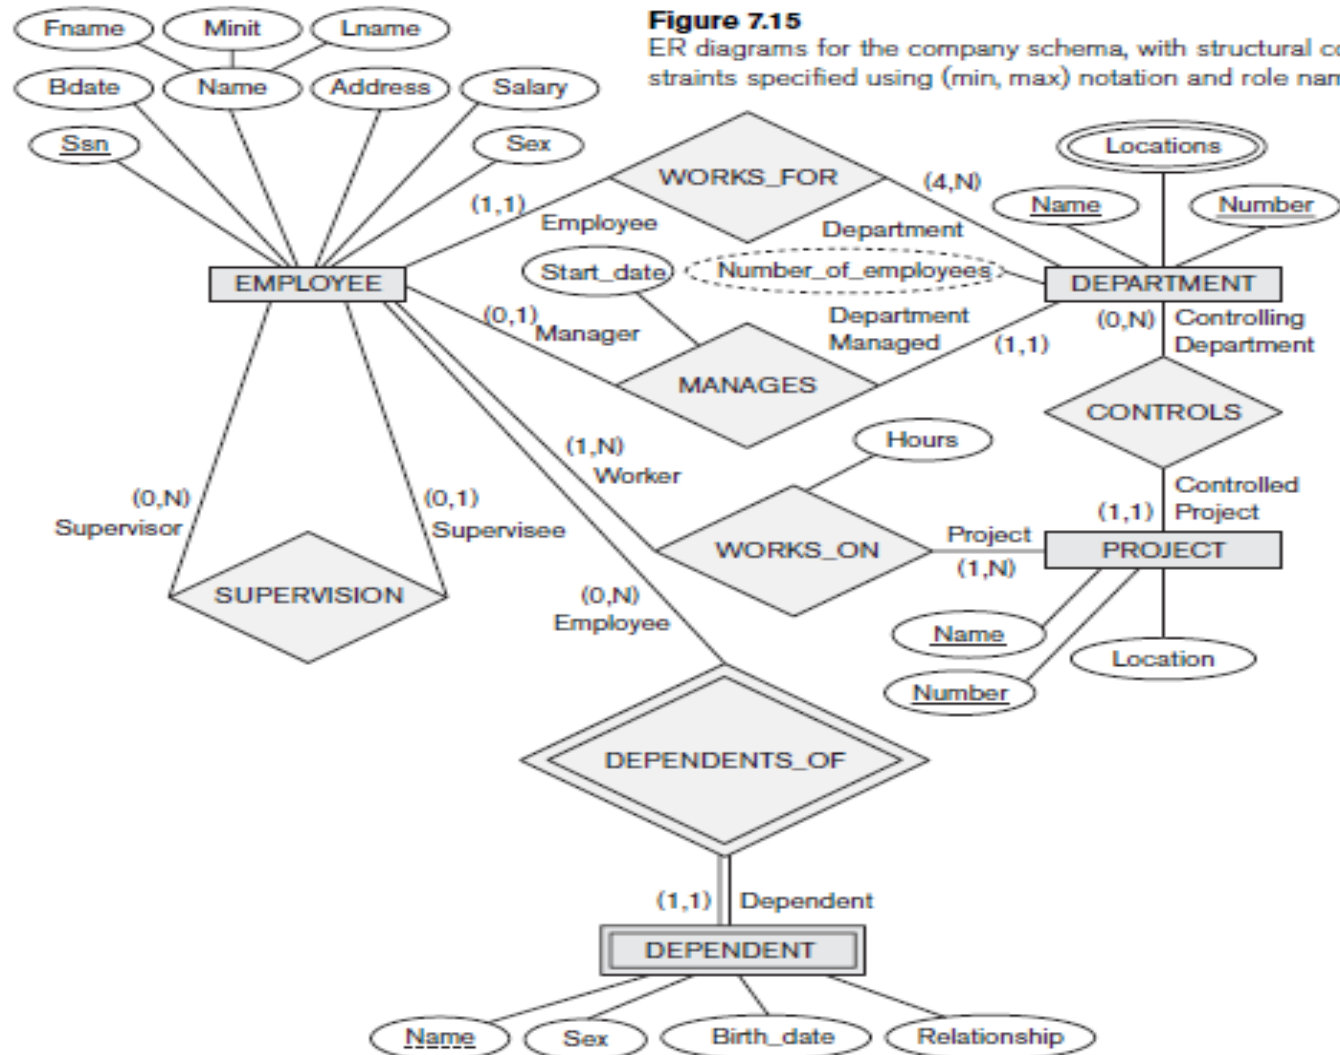 Figure 7.15
ER diagrams for the company schema, with structural co
straints specified using (min, max) notation and role nam
Fname
Minit
Lname
Bdate
Name
Address
Salary
Ssn
Sex
WORKS_FOR
(1,1)
Employee
(4,N)
Department
Locations
Name
Number
EMPLOYEE
Start_date
Number_of_employees
DEPARTMENT
(0,1)
Manager
Department
Managed
(1,1)
MANAGES
(0,N)
Controlling
Department
CONTROLS
Hours
(1,N)
Worker
(0,N)
Supervisor
(0,1)
Supervisee
Controlled
Project
(1,1)
SUPERVISION
WORKS_ON
Project
(1,N)
PROJECT
(0,N)
Employee
Name
Number
Location
DEPENDENTS_OF
(1,1)
Dependent
DEPENDENT
Name
Sex
Birth_date
Relationship